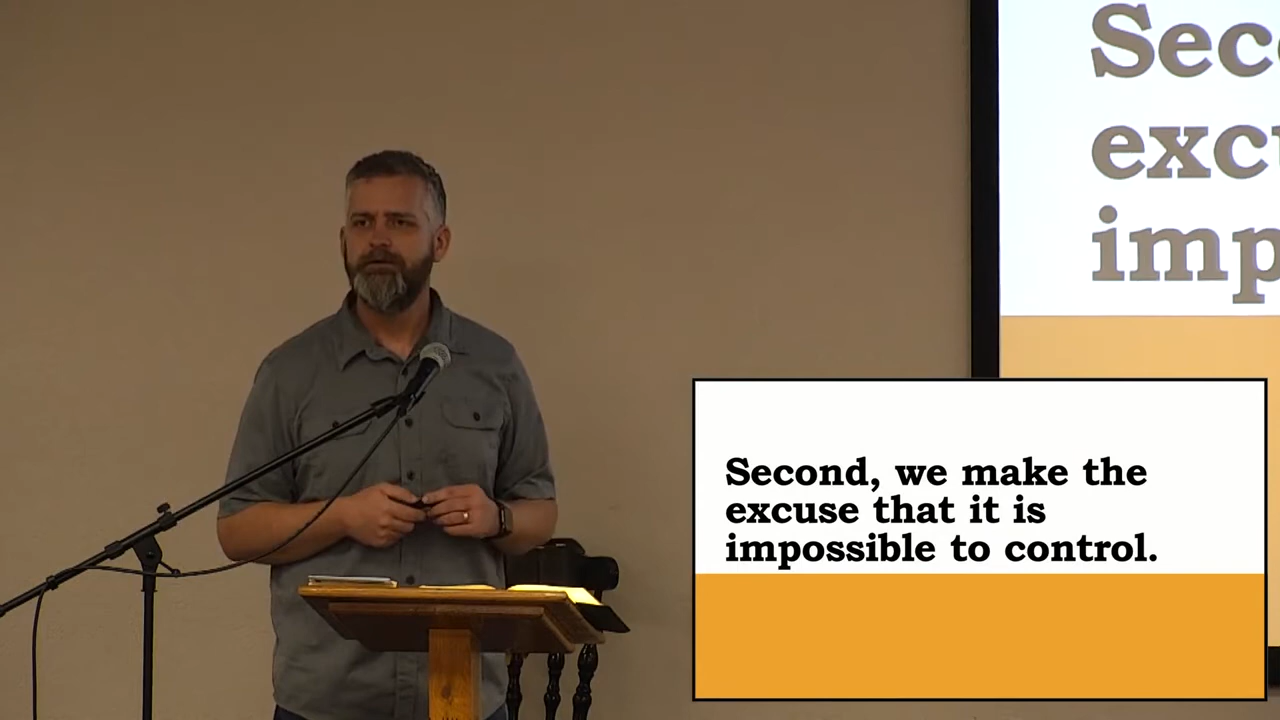 Sec
exc
imp
Second, we make the
excuse that it is
impossible to control.